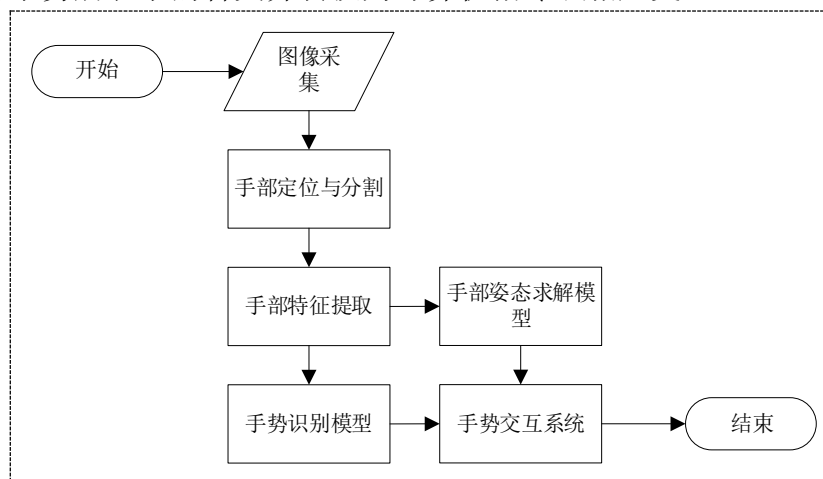 开始
图像采
集
手部定位与分割
手部特征提取
手部姿态求解模
型
手势识别模型
手势交互系统
结束